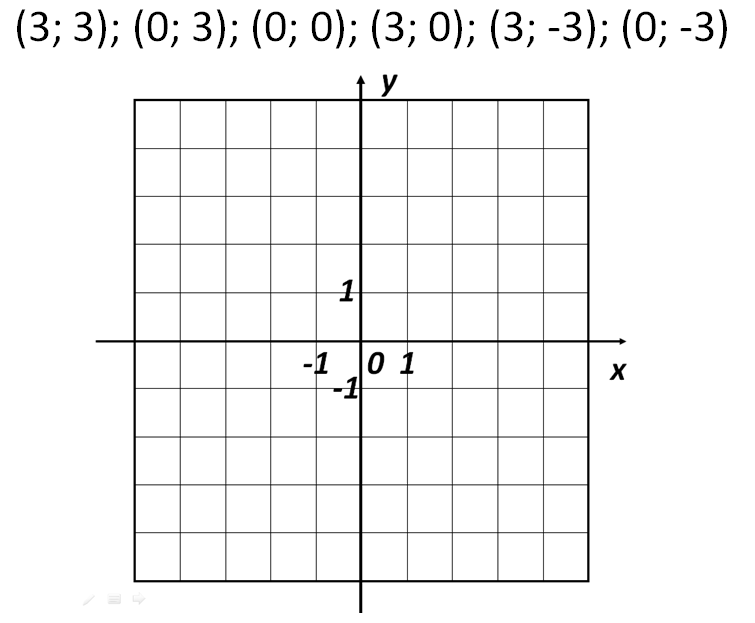 (3; 3); (0; 3); (0; 0); (3; 0); (3; -3); (0; -3)
y
1
-1 0 1
x
-1